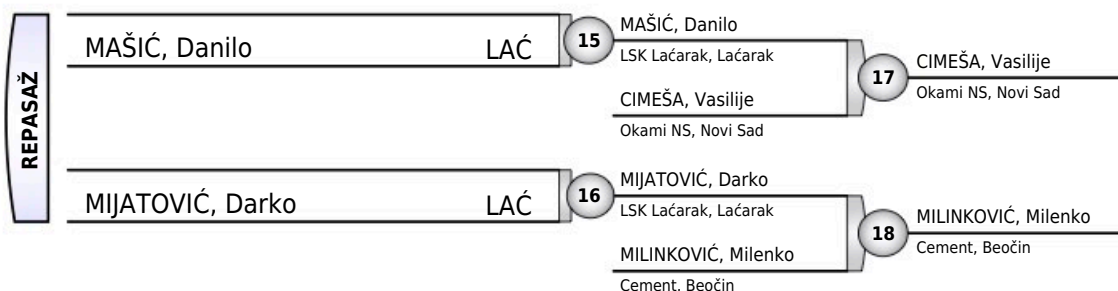 REPASAŽ
MAŠIĆ, Danilo LAĆ
15
MAŠIĆ, Danilo
LSK Laćarak, Laćarak
CIMEŠA, Vasilije
Okami NS, Novi Sad
17
CIMEŠA, Vasilije
Okami NS, Novi Sad
MIJATOVIĆ, Darko LAĆ
16
MIJATOVIĆ, Darko
LSK Laćarak, Laćarak
MILINKOVIĆ, Milenko
Cement, Beočin
18
MILINKOVIĆ, Milenko
Cement, Beočin